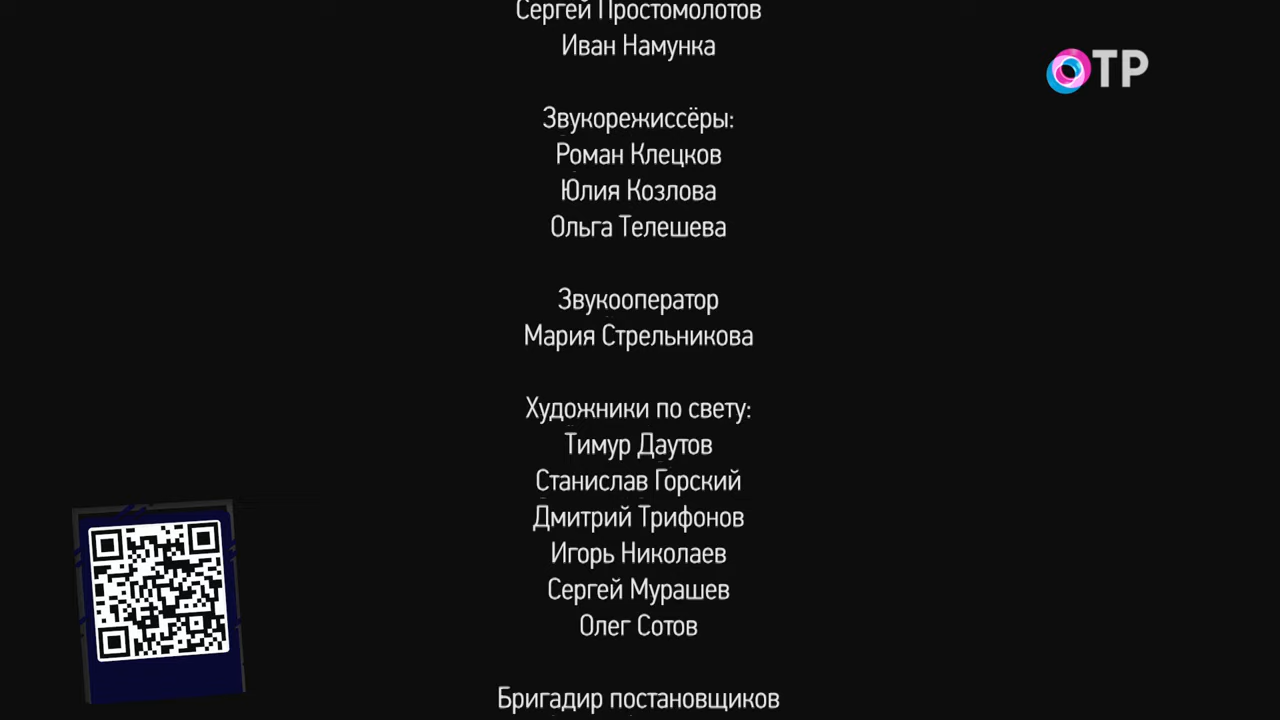 Сергей Простомолотов
Иван Намунка
ОТР
Звукорежиссёры:
Роман Клецков
Юлия Козлова
Ольга Телешева
Звукооператор
Мария Стрельникова
Художники по свету:
Тимур Даутов
Станислав Горский
Дмитрий Трифонов
Игорь Николаев
Сергей Мурашев
Олег Сотов
Бригадир постановщиков